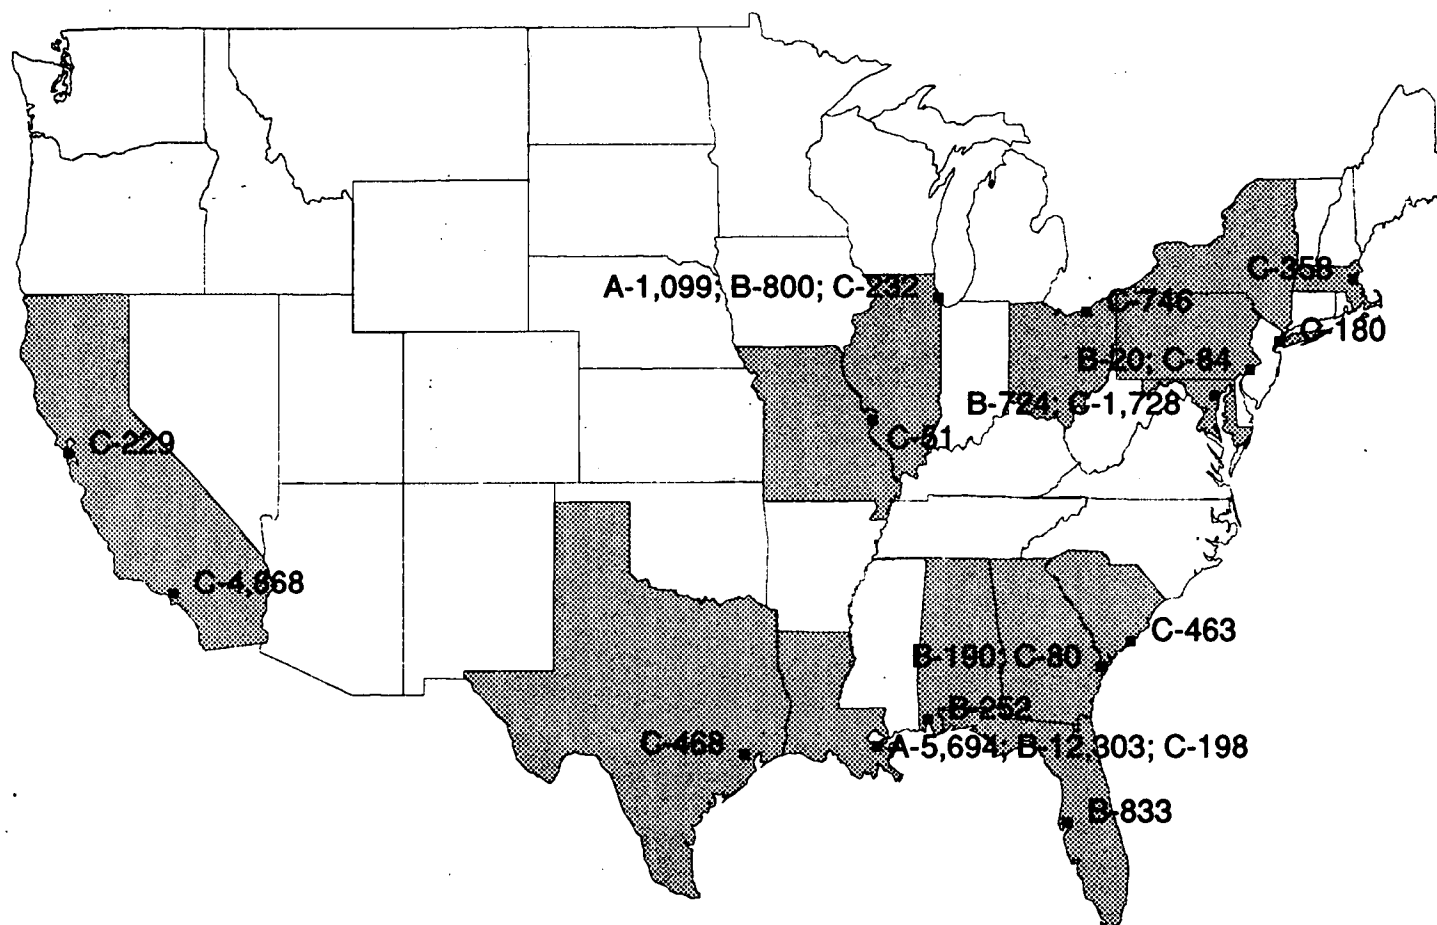 C-358
A-1,099; B-800; C-232
C-746
C-180
B-20; C-84
B-724; C-1,728
C-51
C-229
C-4,868
C-463
B-190; C-80
B-252
C-468
A-5,694; B-12,303; C-198
B-833